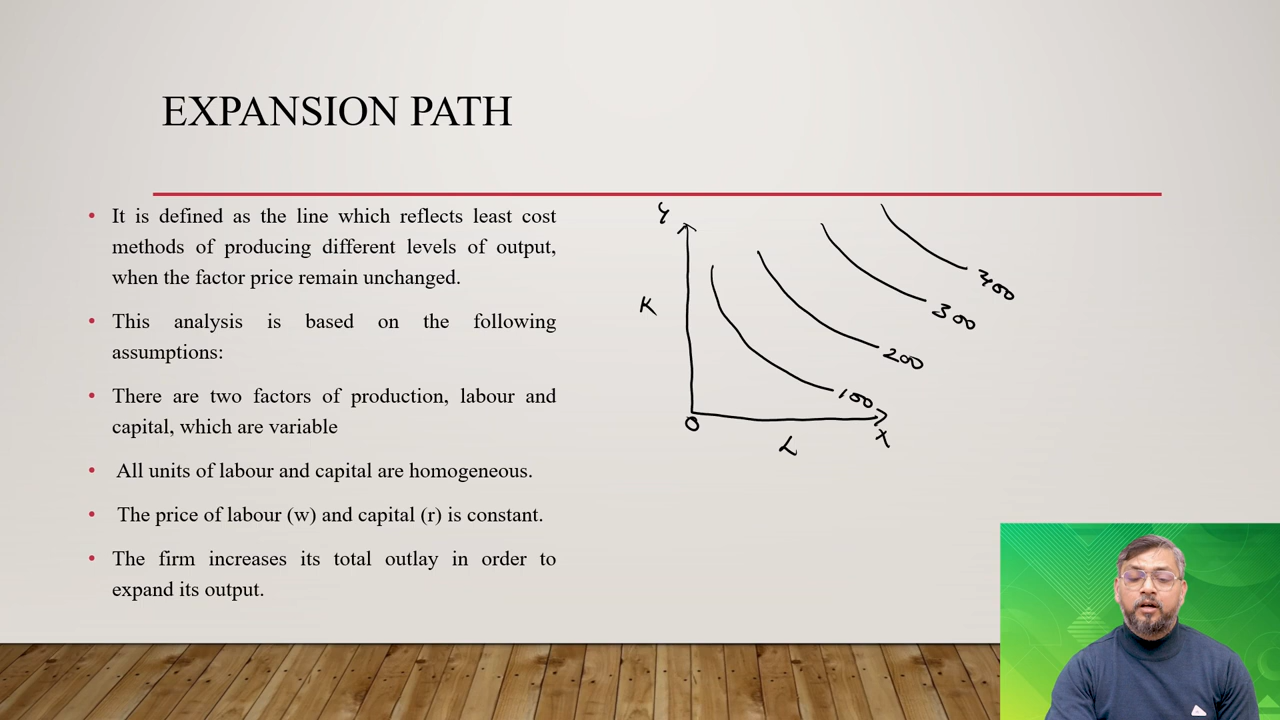 EXPANSION PATH
• It is defined as the line which reflects least cost
methods of producing different levels of output,
when the factor price remain unchanged.
• This analysis is based on the following
assumptions:
• There are two factors of production, labour and
capital, which are variable
• All units of labour and capital are homogeneous.
• The price of labour (w) and capital (r) is constant.
• The firm increases its total outlay in order to
expand its output.
Y
K
400
300
200
100
O
L
X